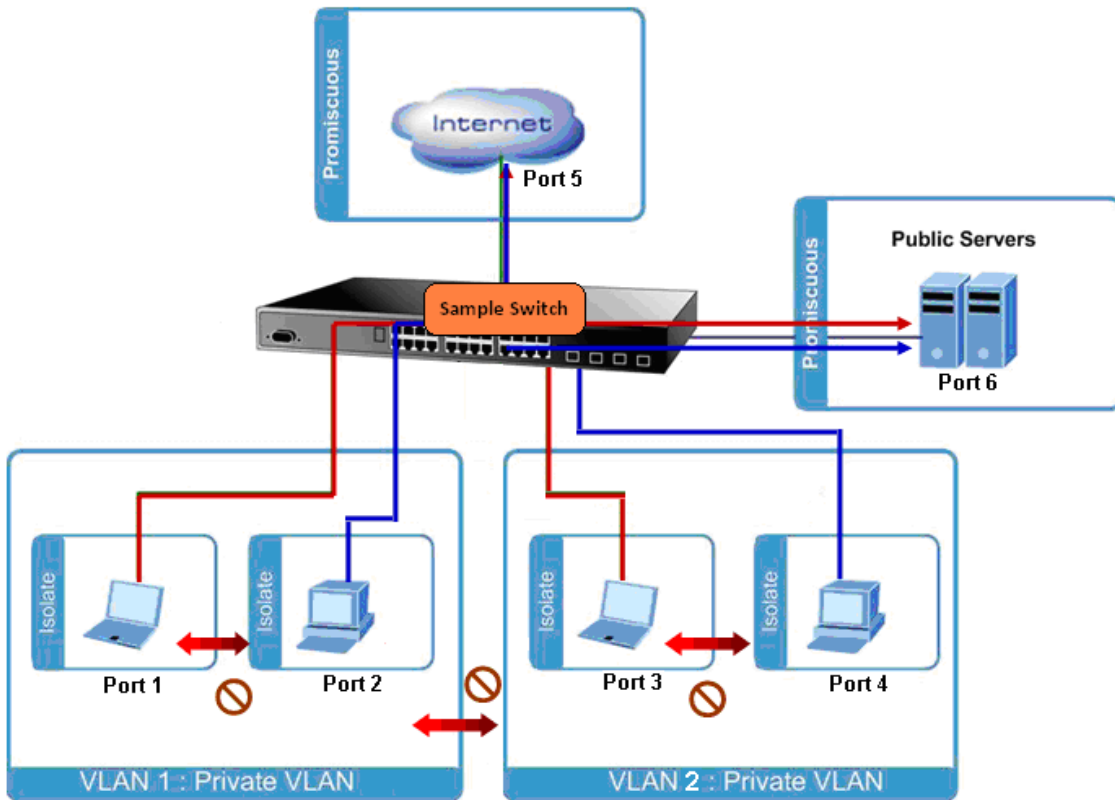 Promiscuous
Internet
Port 5
Promiscuous
Public Servers
Port 6
Sample Switch
Isolate
Port 1
Isolate
Port 2
Isolate
Port 3
Isolate
Port 4
VLAN 1 : Private VLAN
VLAN 2 : Private VLAN